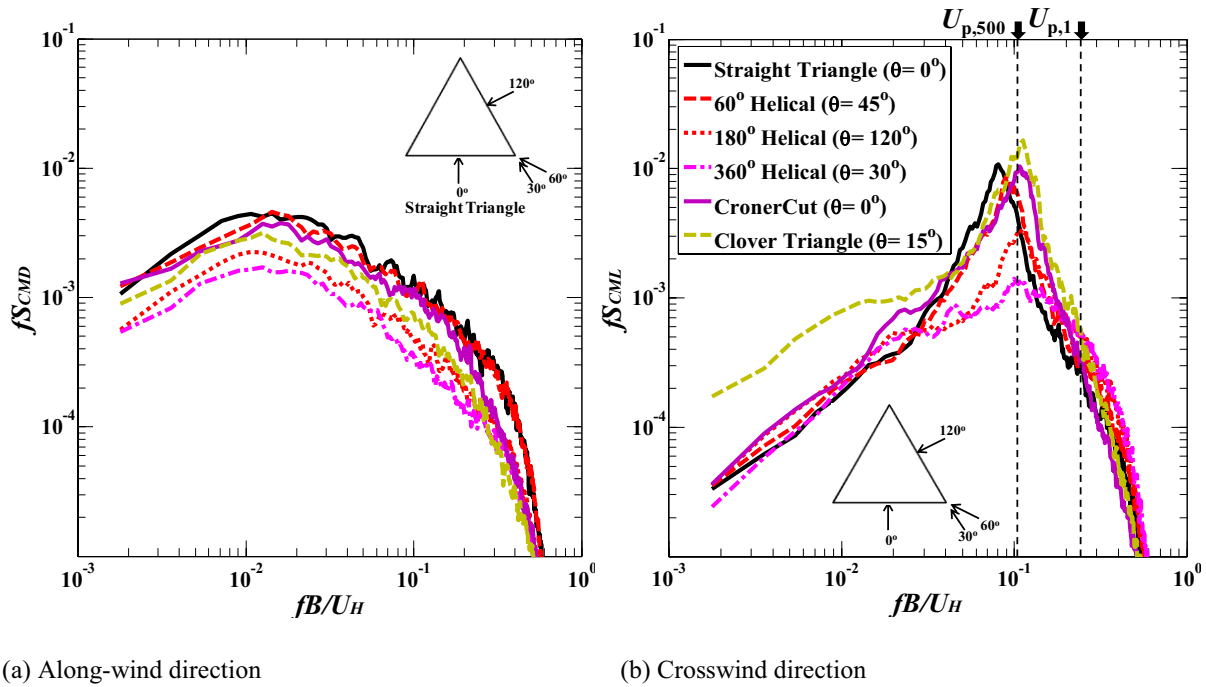 10⁻¹
10⁻²
10⁻³
10⁻⁴
fS_CMD
10⁻³
10⁻²
10⁻¹
10⁰
fB/U_H
120°
0°
30°
60°
Straight Triangle
(a) Along-wind direction
U_p,500
U_p,1
10⁻¹
10⁻²
10⁻³
10⁻⁴
fS_CML
Straight Triangle (θ= 0°)
60° Helical (θ= 45°)
180° Helical (θ= 120°)
360° Helical (θ= 30°)
CronerCut (θ= 0°)
Clover Triangle (θ= 15°)
120°
0°
30°
60°
10⁻³
10⁻²
10⁻¹
10⁰
fB/U_H
(b) Crosswind direction